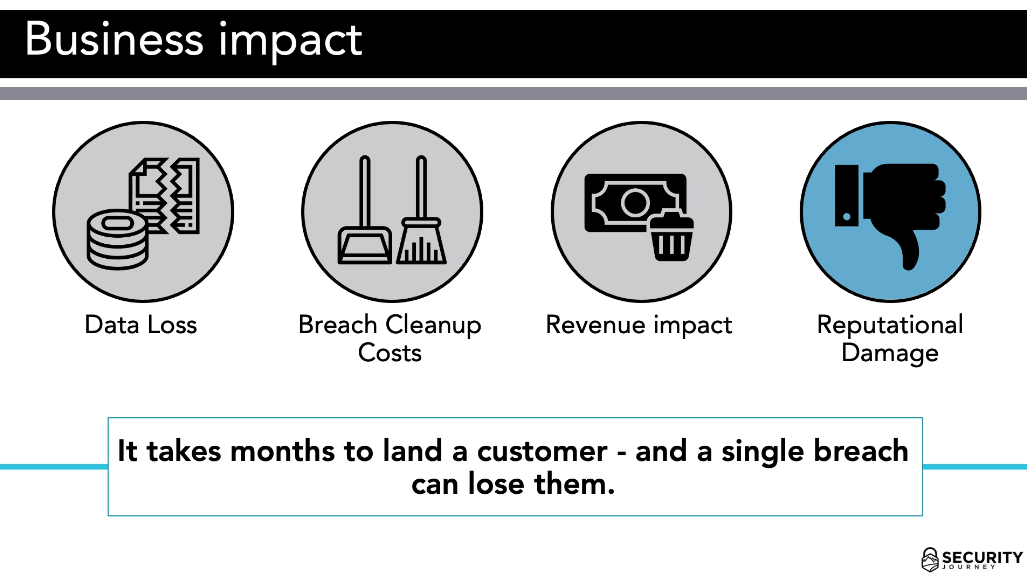 Business impact
Data Loss
Breach Cleanup
Costs
Revenue impact
Reputational
Damage
It takes months to land a customer - and a single breach
can lose them.
SECURITY
JOURNEY